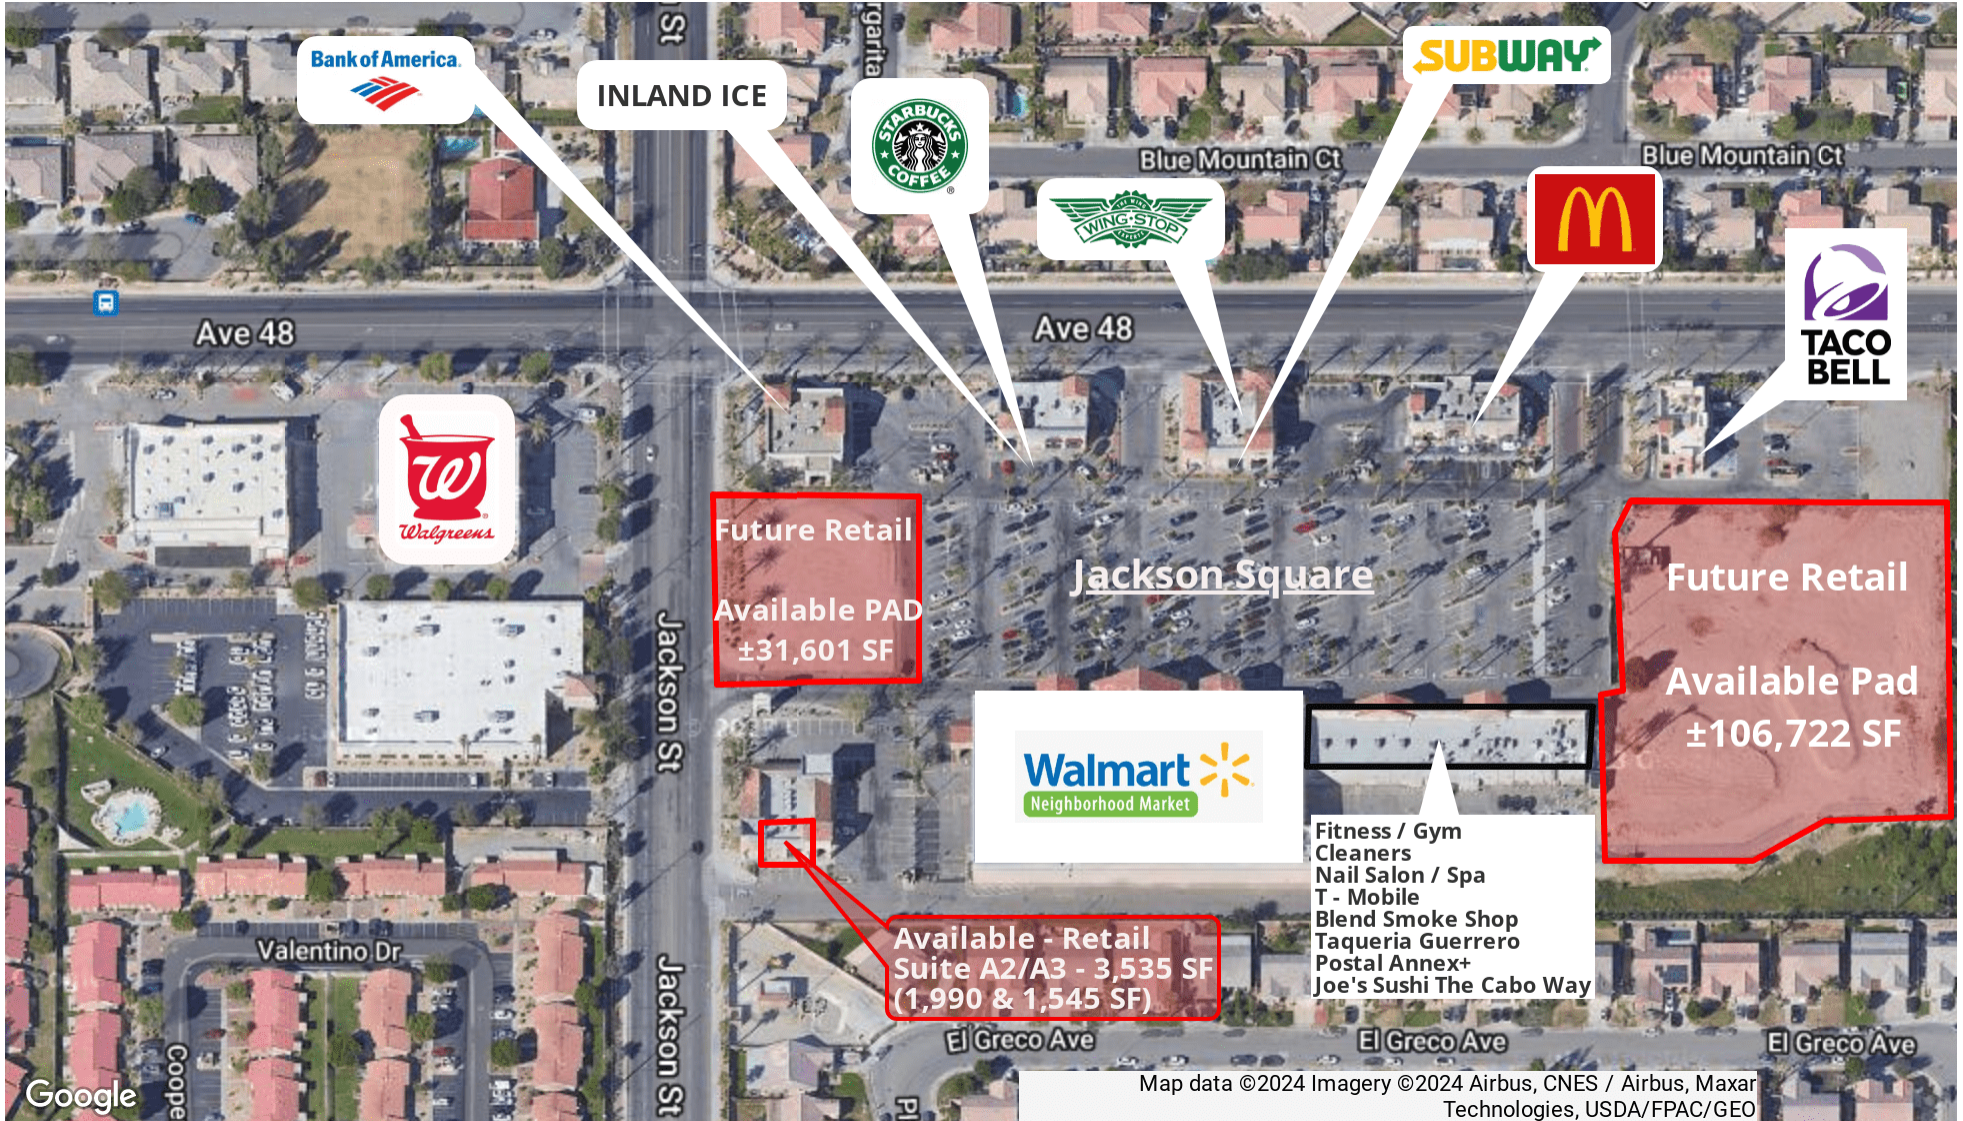 St
rgarita
Bank of America
INLAND ICE
STARBUCKS
COFFEE
®
SUBWAY
Blue Mountain Ct
Blue Mountain Ct
WING·STOP
TACO
BELL
Ave 48
Ave 48
W
Walgreens
Future Retail
Available PAD
±31,601 SF
Jackson Square
Future Retail
Available Pad
±106,722 SF
Jackson St
Walmart
Neighborhood Market
Fitness / Gym
Cleaners
Nail Salon / Spa
T - Mobile
Blend Smoke Shop
Taqueria Guerrero
Postal Annex+
Joe's Sushi The Cabo Way
Available - Retail
Suite A2/A3 - 3,535 SF
(1,990 & 1,545 SF)
Valentino Dr
Jackson St
El Greco Ave
El Greco Ave
El Greco Ave
Coope
Pl
Google
Map data ©2024 Imagery ©2024 Airbus, CNES / Airbus, Maxar
Technologies, USDA/FPAC/GEO